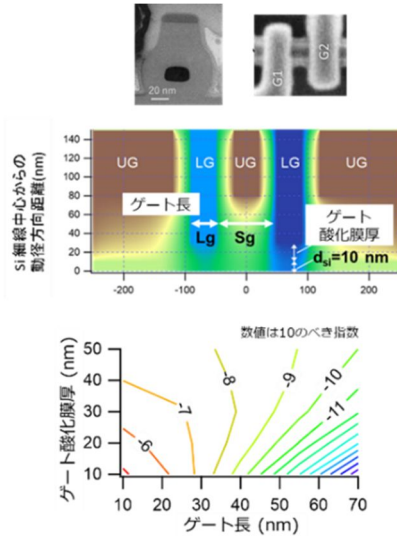 20 nm
G1
G2
Si 細線中心からの
動径方向距離(nm)
140
120
100
80
60
40
20
0
UG
LG
UG
LG
UG
ゲート長
Lg
Sg
ゲート
酸化膜厚
dsi=10 nm
-200
-100
0
100
200
数値は10のべき指数
ゲート酸化膜厚 (nm)
50
40
30
20
10
-6
-7
-8
-9
-10
-11
10
20
30
40
50
60
70
ゲート長 (nm)